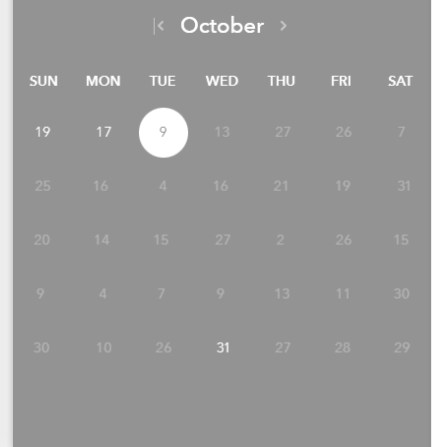 |< October >
SUN MON TUE WED THU FRI SAT
19 17 9 13 27 26 7
25 16 4 16 21 19 31
20 14 15 27 2 26 15
9 4 7 9 13 11 30
30 10 26 31 27 28 29